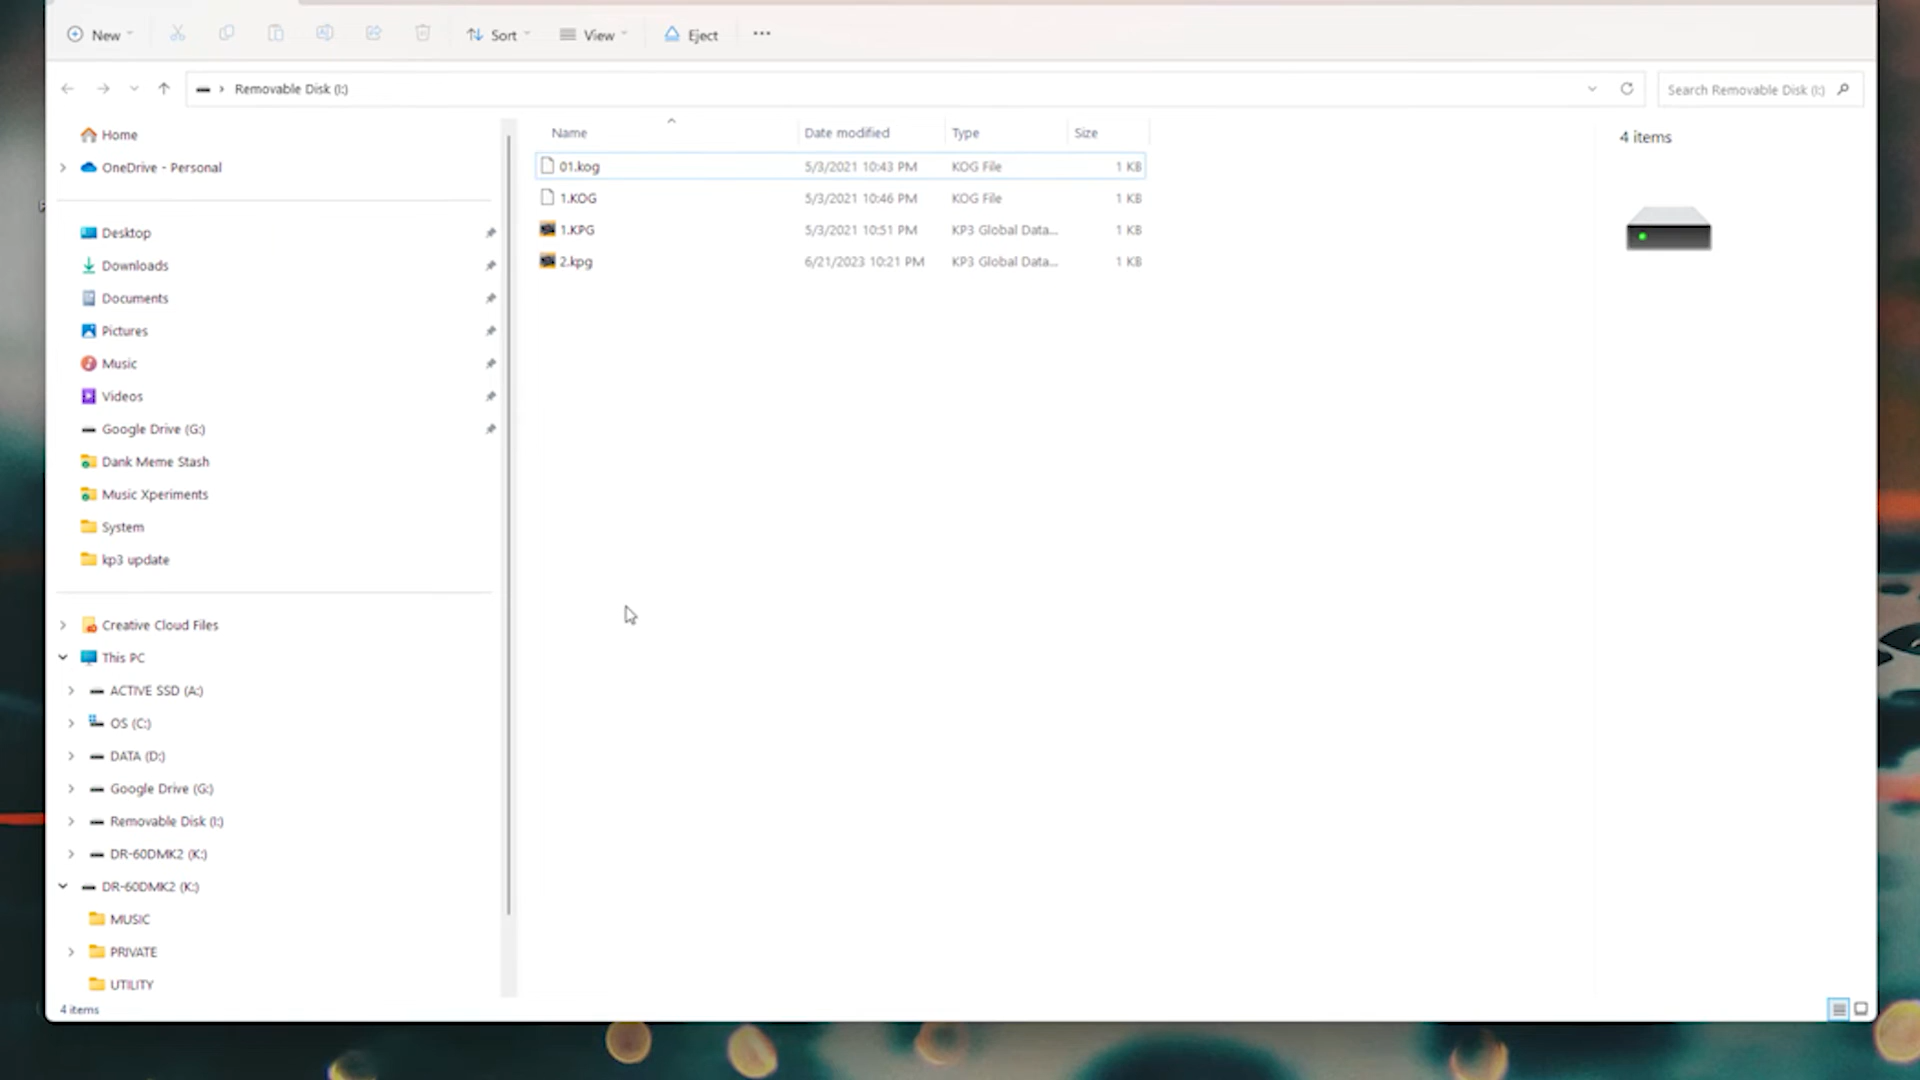 New Sort View Eject ...
Removable Disk (I:) Search Removable Disk (I:)
Home
OneDrive - Personal
Desktop
Downloads
Documents
Pictures
Music
Videos
Google Drive (G:)
Dank Meme Stash
Music Xperiments
System
kp3 update
Creative Cloud Files
This PC
ACTIVE SSD (A:)
OS (C:)
DATA (D:)
Google Drive (G:)
Removable Disk (I:)
DR-60DMK2 (K:)
DR-60DMK2 (K:)
MUSIC
PRIVATE
UTILITY
Name Date modified Type Size
01.kog 5/3/2021 10:43 PM KOG File 1 KB
1.KOG 5/3/2021 10:46 PM KOG File 1 KB
1.KPG 5/3/2021 10:51 PM KP3 Global Data... 1 KB
2.kpg 6/21/2023 10:21 PM KP3 Global Data... 1 KB
4 items
4 items